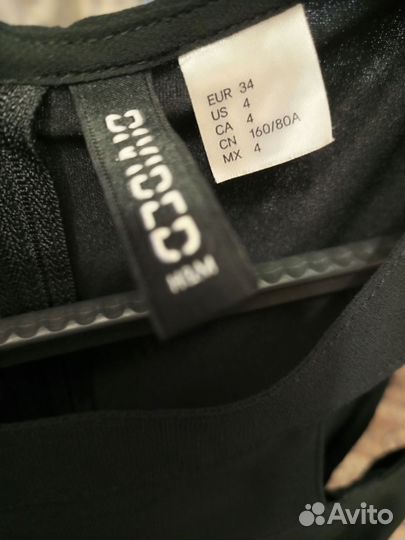 EUR 34
US 4
CA 4
CN 160/80A
MX 4
DIVIDED
H&M
Avito